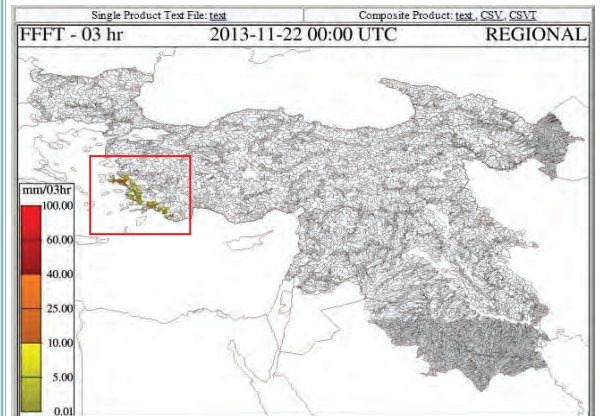 Single Product Text File: text
Composite Product: text , CSV , CSVT
FFFT - 03 hr 2013-11-22 00:00 UTC REGIONAL
mm/03hr
100.00
60.00
40.00
25.00
10.00
5.00
0.01